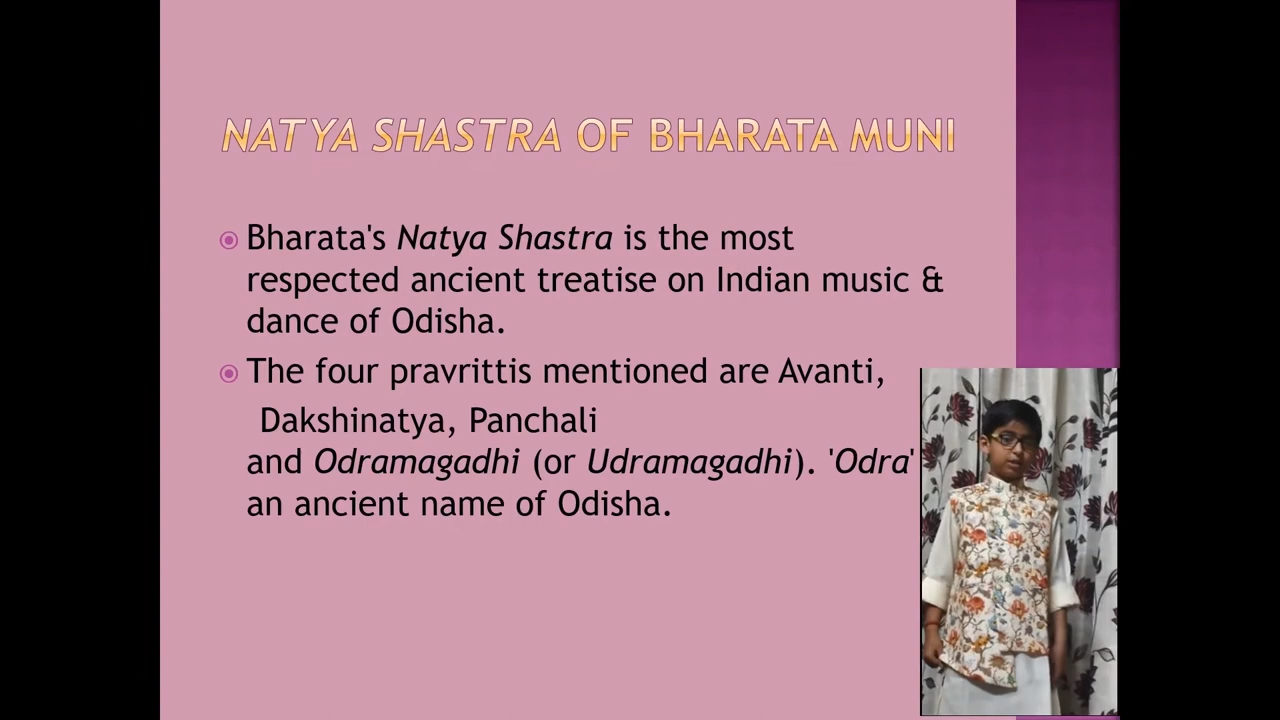 NATYA SHASTRA OF BHARATA MUNI
Bharata's Natya Shastra is the most
respected ancient treatise on Indian music &
dance of Odisha.
The four pravrittis mentioned are Avanti,
Dakshinatya, Panchali
and Odramagadhi (or Udramagadhi). 'Odra'
an ancient name of Odisha.